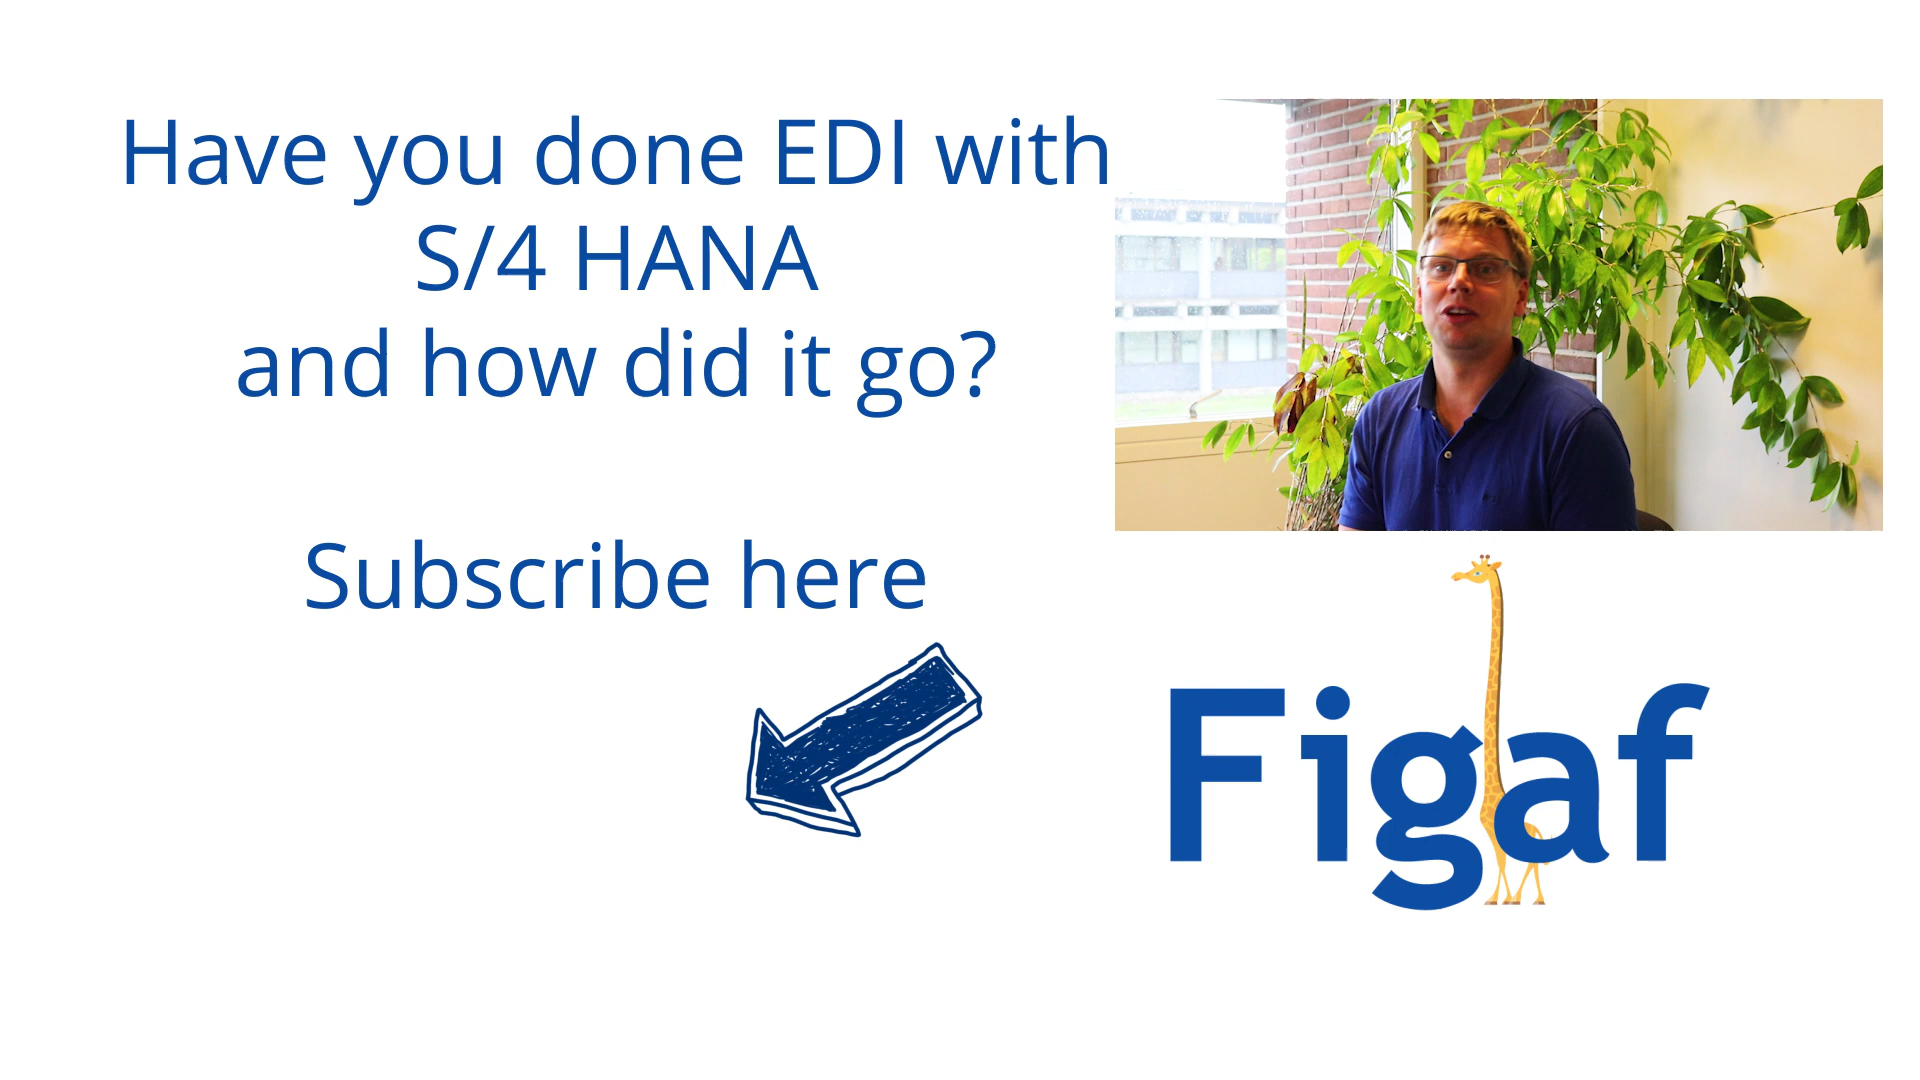 Have you done EDI with
S/4 HANA
and how did it go?
Subscribe here
Figaf